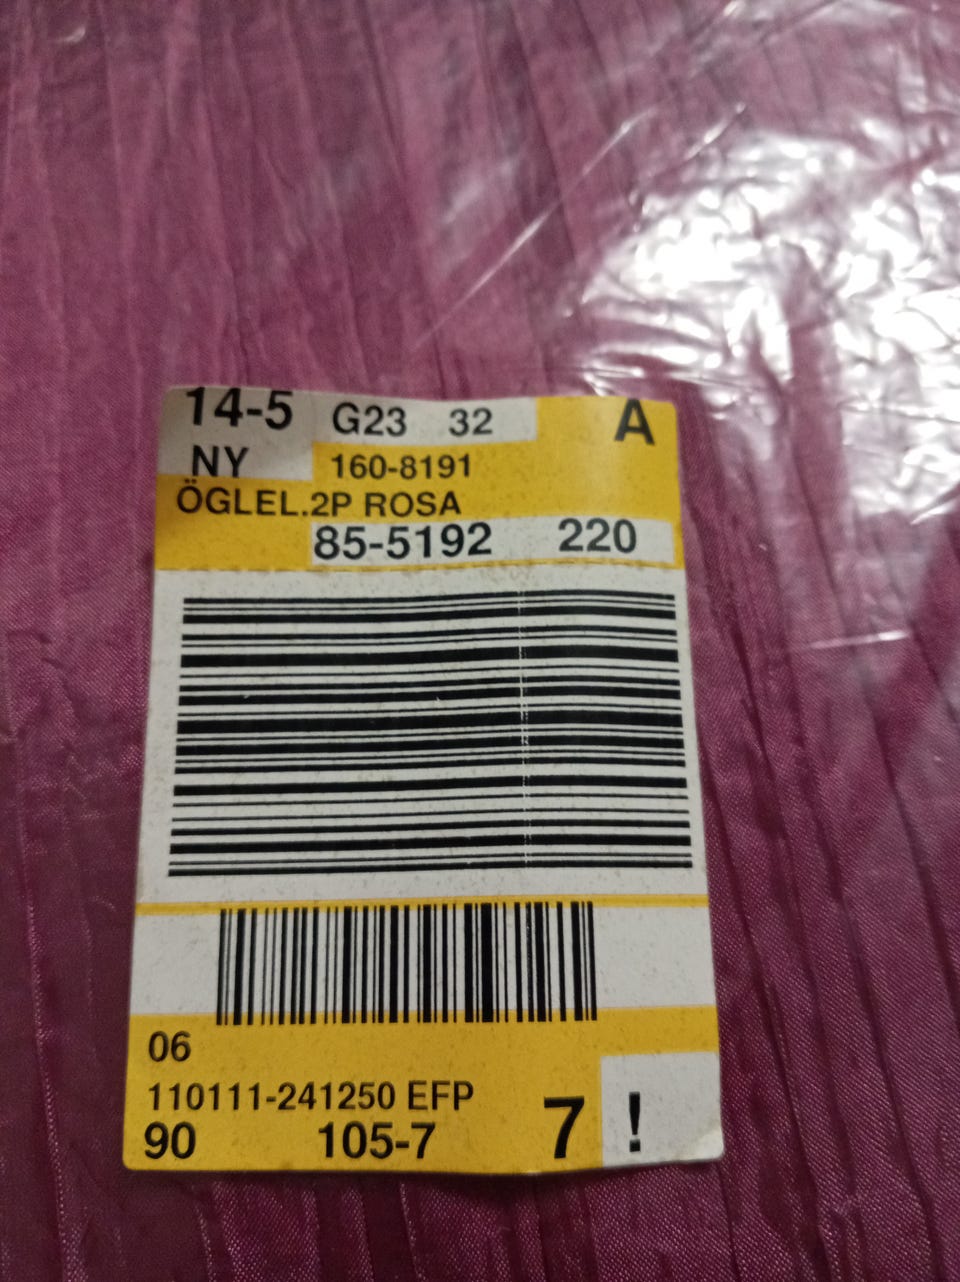 14-5 G23 32 A
NY 160-8191
ÖGLEL.2P ROSA
85-5192 220
06
110111-241250 EFP
90 105-7 7 !